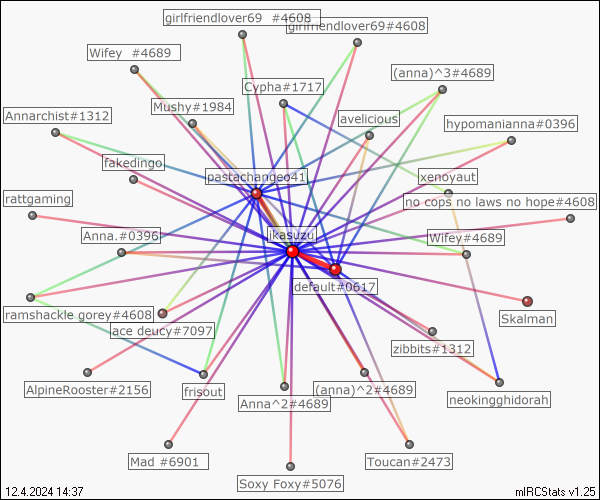 girlfriendlover69  #4608
girlfriendlover69#4608
Wifey  #4689
(anna)^3#4689
Cypha#1717
Mushy#1984
Annarchist#1312
avelicious
hypomanianna#0396
fakedingo
pastachangeo41
xenoyaut
rattgaming
no cops no laws no hope#4608
Anna.#0396
ikasuzu
Wifey#4689
default#0617
ramshackle gorey#4608
Skalman
ace deucy#7097
zibbits#1312
AlpineRooster#2156
frisout
(anna)^2#4689
neokingghidorah
Anna^2#4689
Mad #6901
Toucan#2473
Soxy Foxy#5076
12.4.2024 14:37
mIRCStats v1.25